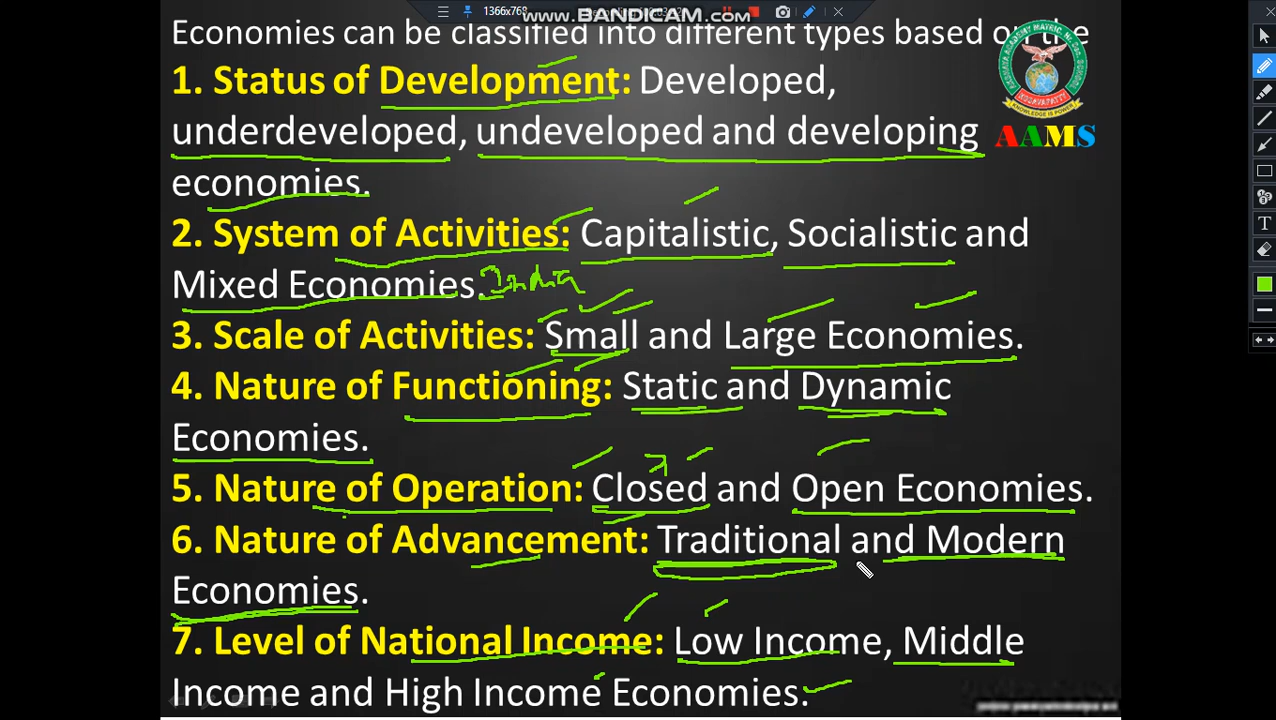 1366x768
www.BANDICAM.com
Economies can be classified into different types based on the
1. Status of Development: Developed,
underdeveloped, undeveloped and developing
economies.
AAMS
2. System of Activities: Capitalistic, Socialistic and
Mixed Economies. India
3. Scale of Activities: Small and Large Economies.
4. Nature of Functioning: Static and Dynamic
Economies.
5. Nature of Operation: Closed and Open Economies.
6. Nature of Advancement: Traditional and Modern
Economies.
7. Level of National Income: Low Income, Middle
Income and High Income Economies.